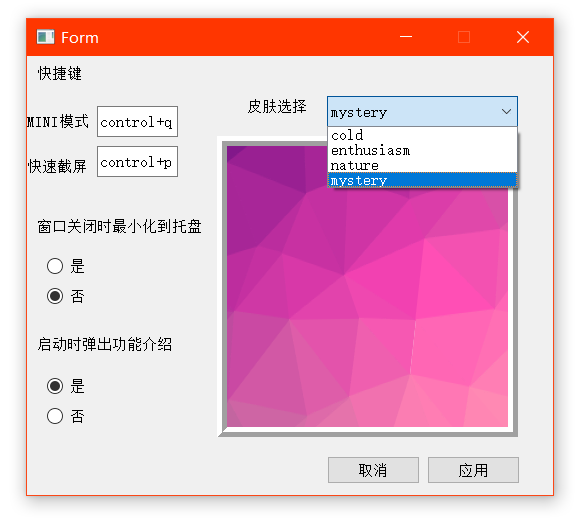 Form
快捷键
MINI模式 control+q
快速截屏 control+p
皮肤选择 mystery
cold
enthusiasm
nature
mystery
窗口关闭时最小化到托盘
是
否
启动时弹出功能介绍
是
否
取消 应用